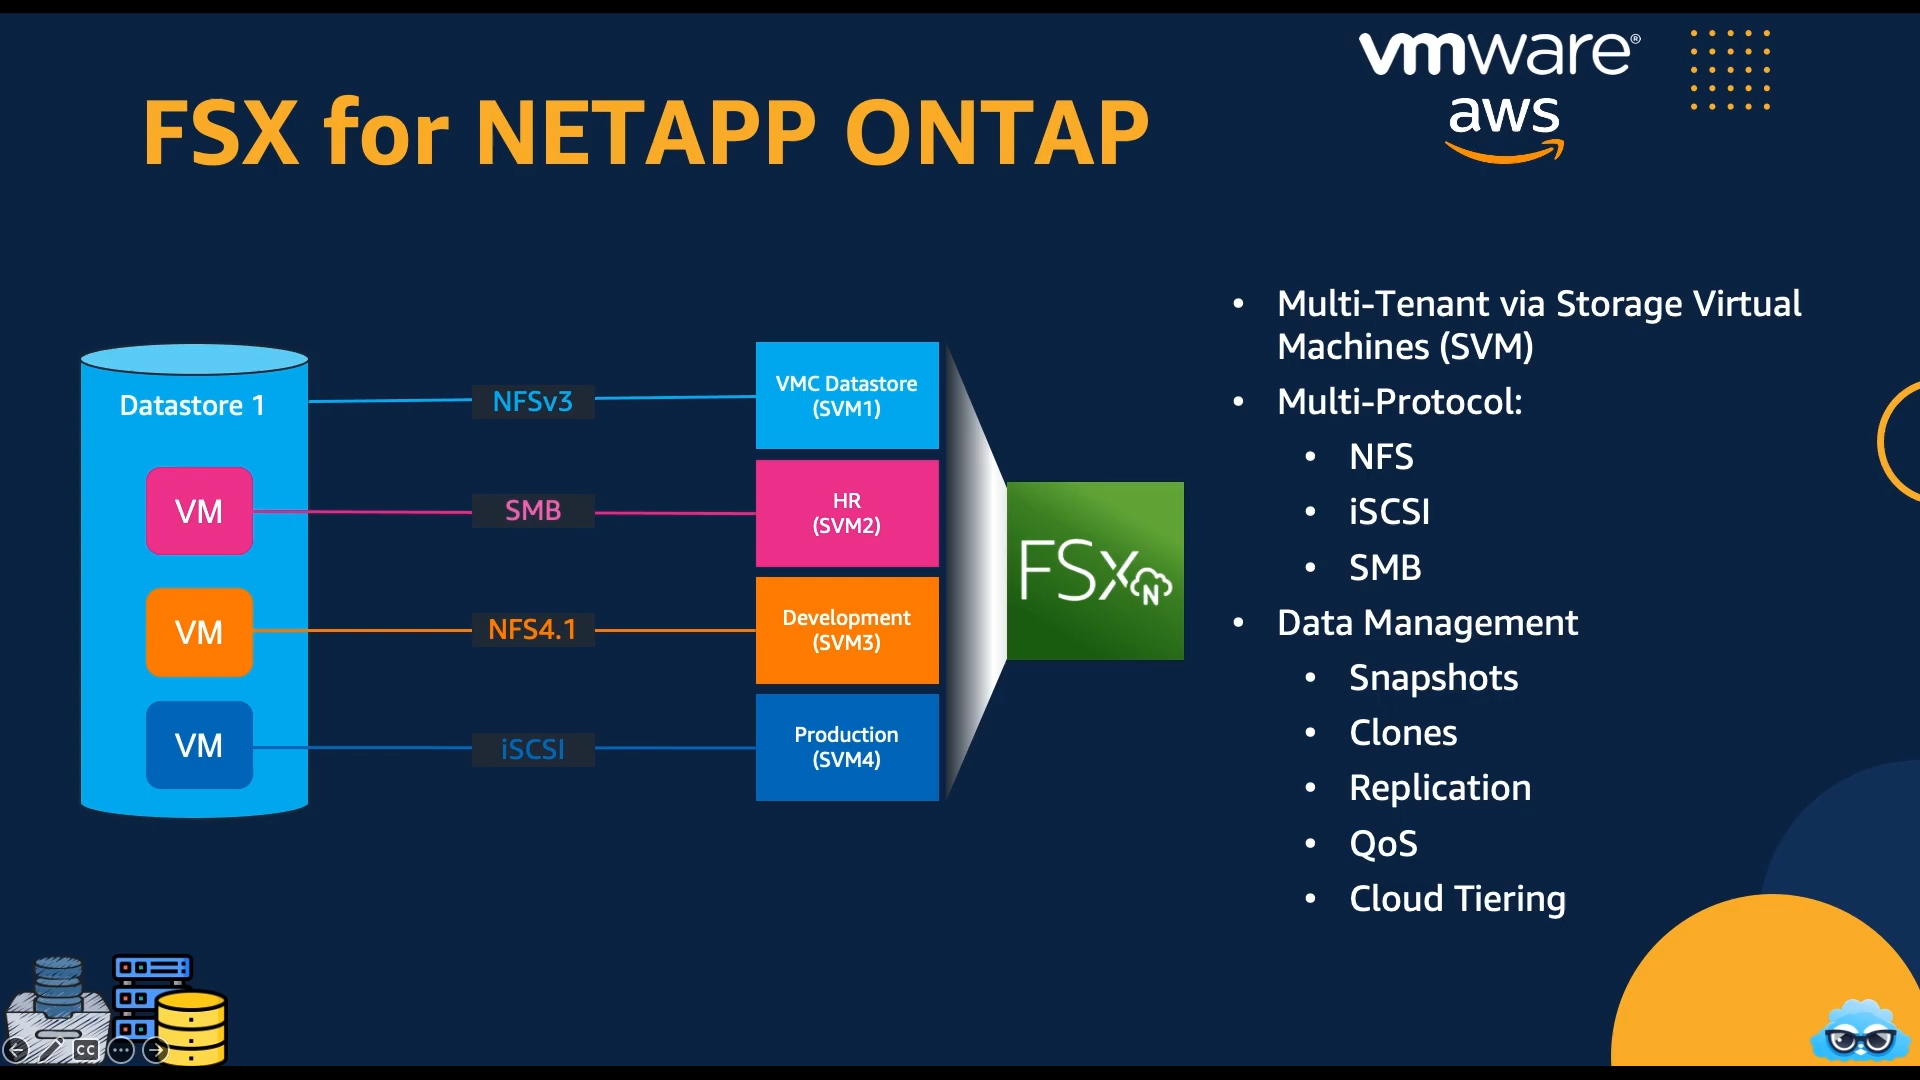 vmware®
aws
FSX for NETAPP ONTAP
Datastore 1
VM
VM
VM
NFSv3
SMB
NFS4.1
iSCSI
VMC Datastore
(SVM1)
HR
(SVM2)
Development
(SVM3)
Production
(SVM4)
FSx
N
• Multi-Tenant via Storage Virtual
Machines (SVM)
• Multi-Protocol:
• NFS
• iSCSI
• SMB
• Data Management
• Snapshots
• Clones
• Replication
• QoS
• Cloud Tiering
CC